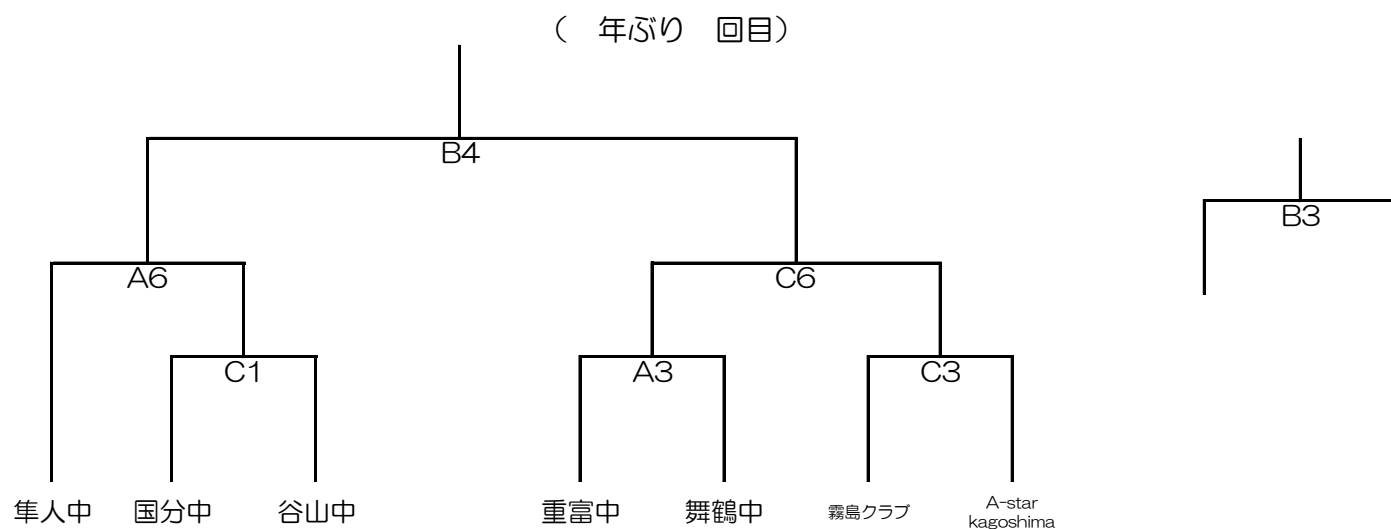 （　年ぶり　回目）
B4
B3
A6
C6
C1
A3
C3
隼人中
国分中
谷山中
重富中
舞鶴中
霧島クラブ
A-star
kagoshima